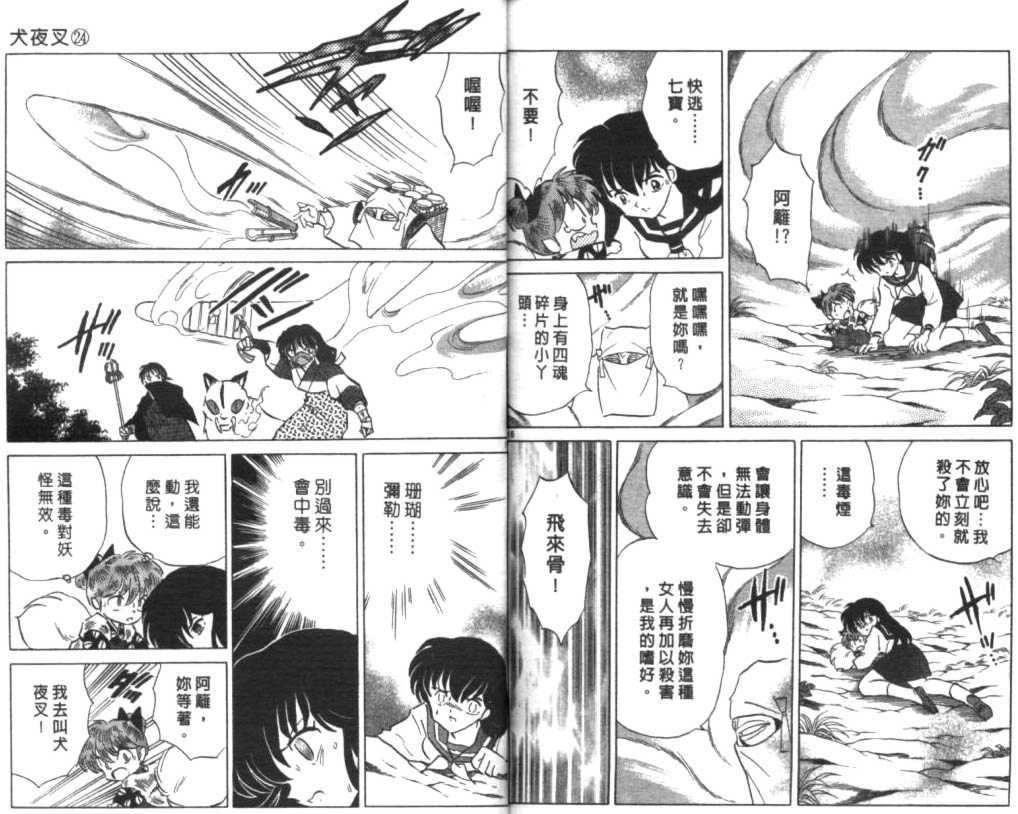 犬夜叉㉔
ガク…
阿籬!?
快逃……
七寶。
不要!
嘿嘿嘿,
就是妳嗎?
身上有四魂
碎片的小丫
頭…
放心吧…我
不會立刻就
殺了妳的。
這毒煙
……
會讓身體
無法動彈
,但是卻
不會失去
意識。
慢慢折磨妳這種
女人再加以殺害
,是我的嗜好。
飛來骨!
喔喔!
珊瑚……
彌勒……
別過來……
會中毒。
我還能
動,這
麼說…
這種毒對妖
怪無效。
阿籬,
妳等著。
我去叫犬
夜叉!